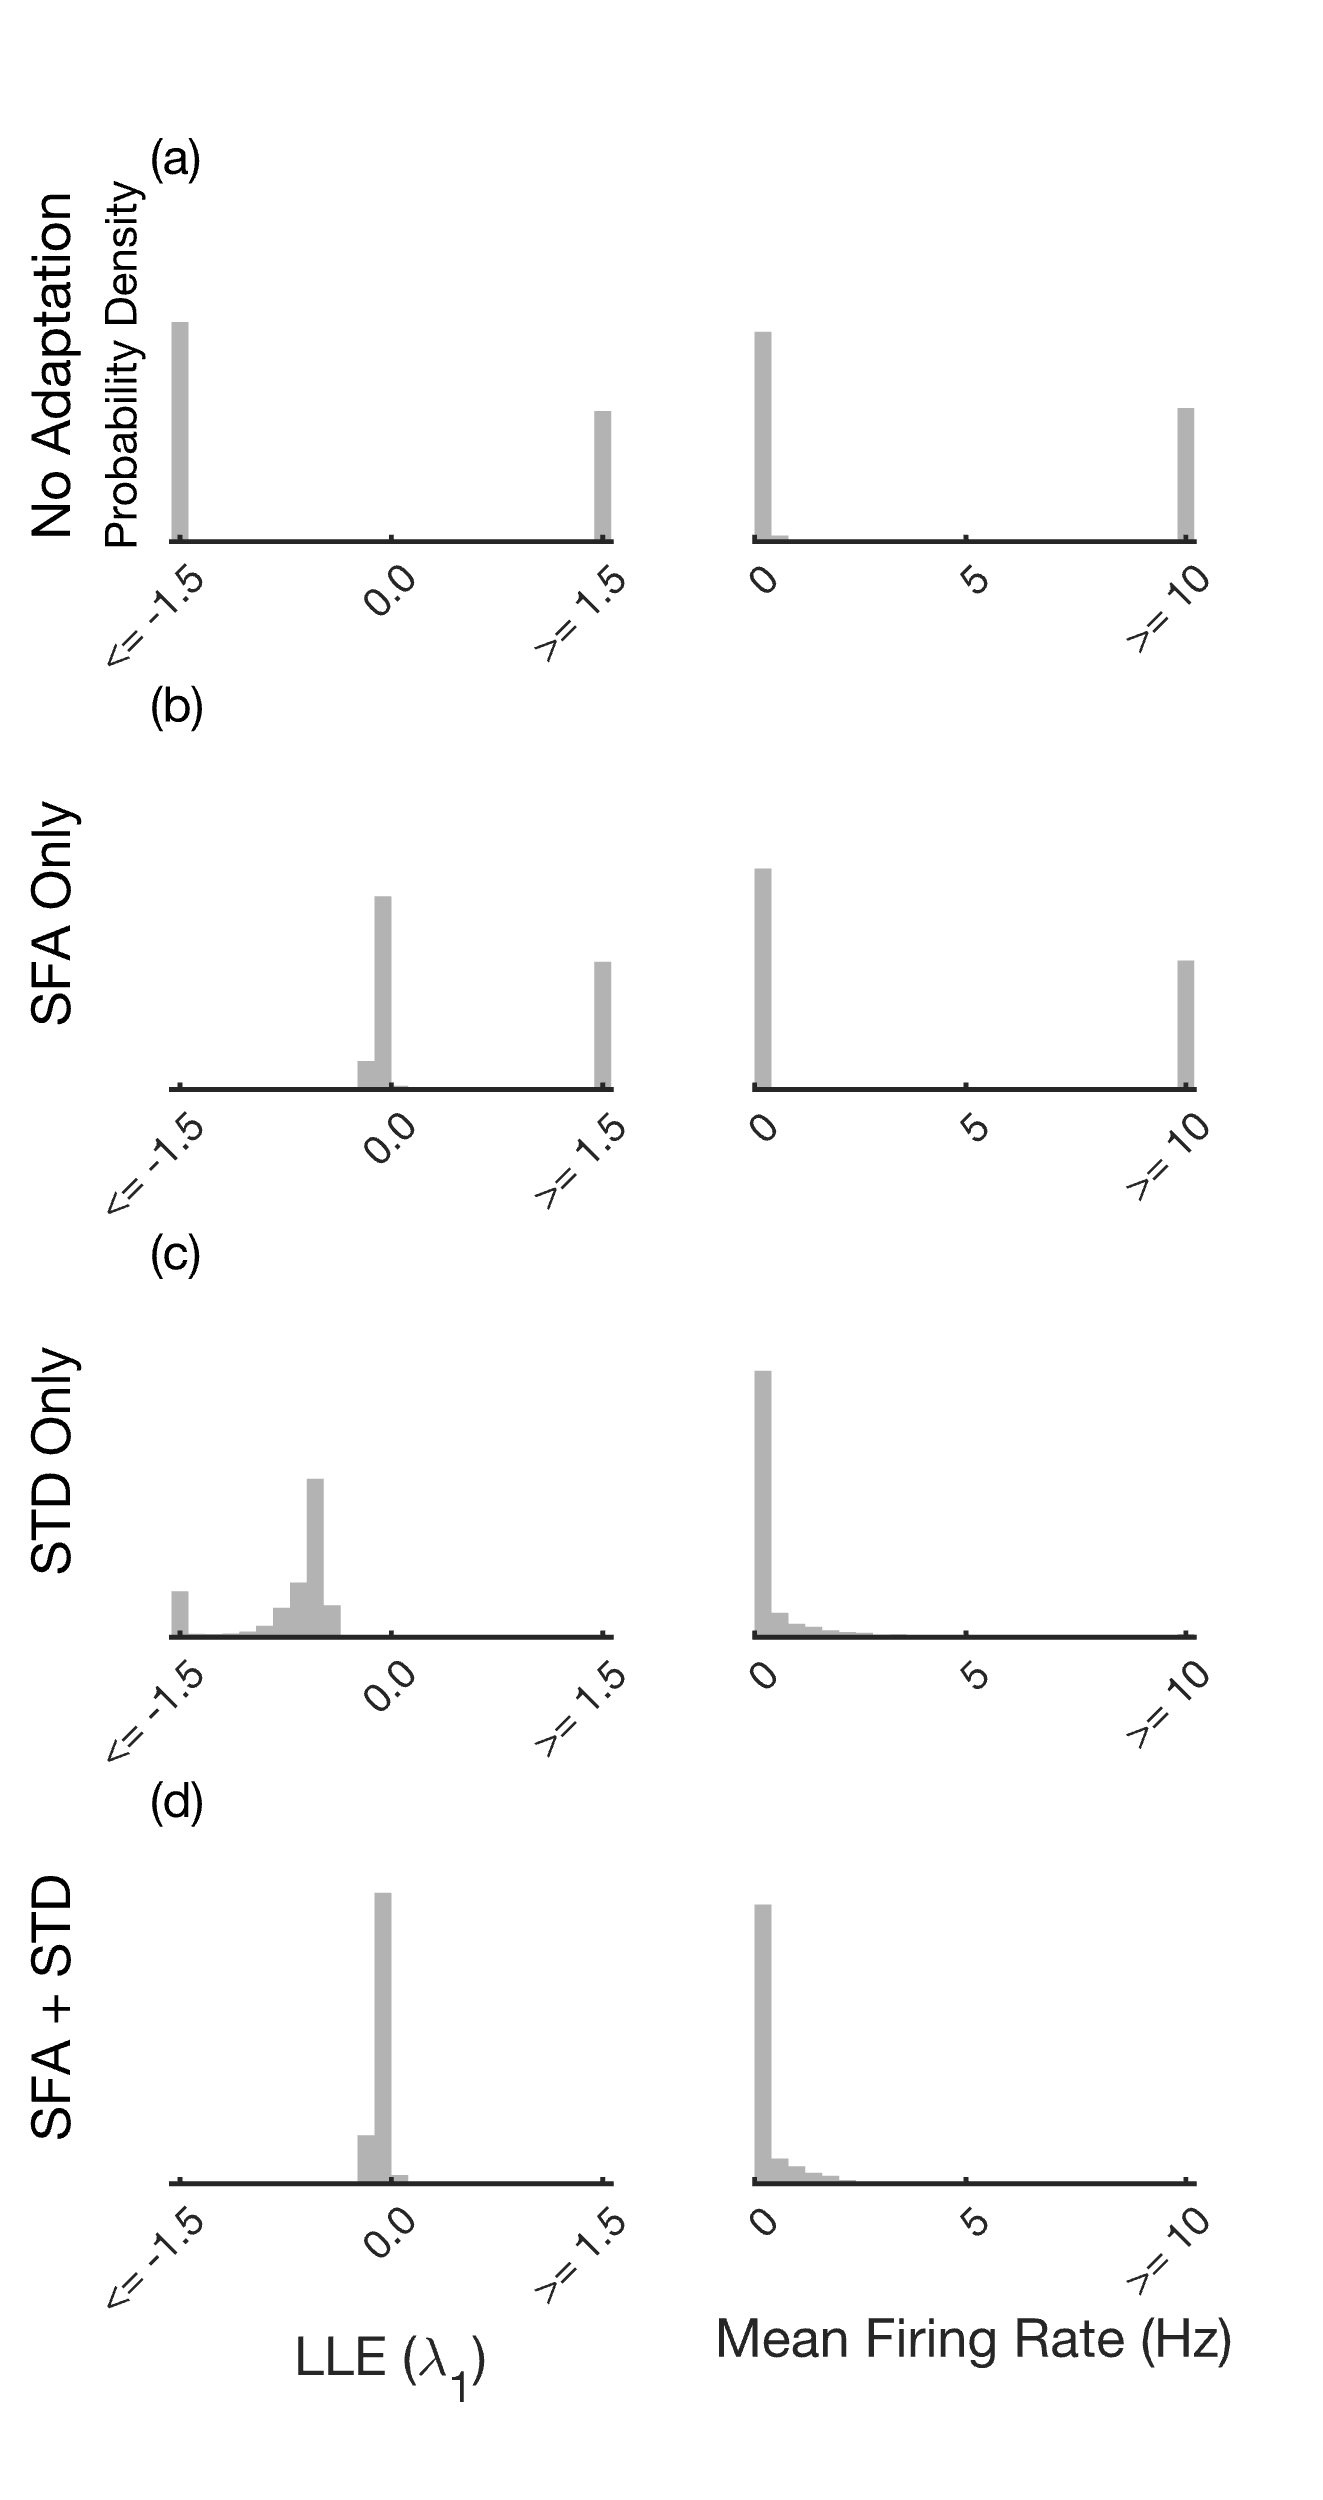 (a)
No Adaptation
Probability Density
<= -1.5
0.0
>= 1.5
0
5
>= 10
(b)
SFA Only
<= -1.5
0.0
>= 1.5
0
5
>= 10
(c)
STD Only
<= -1.5
0.0
>= 1.5
0
5
>= 10
(d)
SFA + STD
<= -1.5
0.0
>= 1.5
0
5
>= 10
LLE (λ₁)
Mean Firing Rate (Hz)